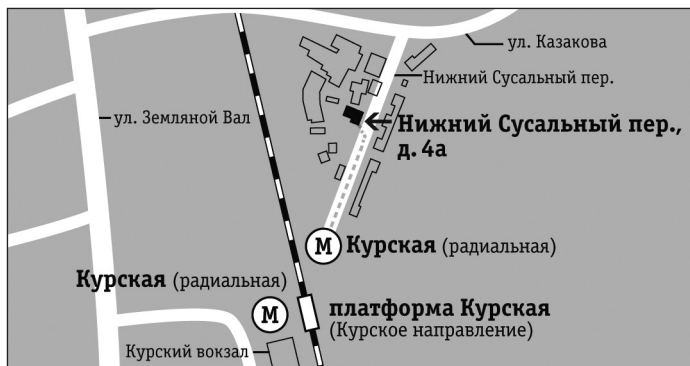 ул. Казакова
Нижний Сусальный пер.
ул. Земляной Вал
Нижний Сусальный пер.,
д. 4а
М Курская (радиальная)
Курская (радиальная)
М
платформа Курская
(Курское направление)
Курский вокзал